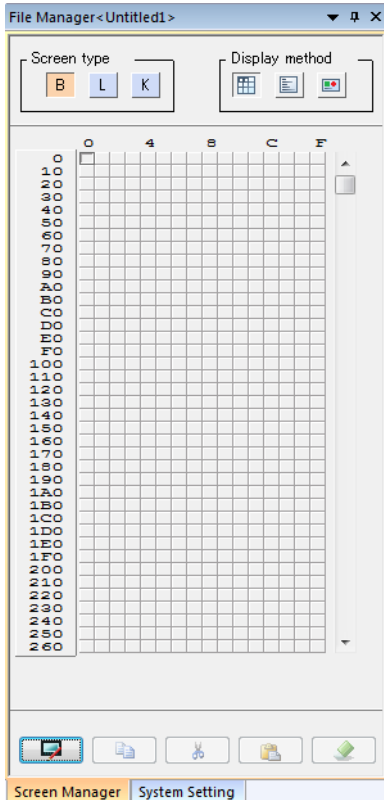 File Manager<Untitled1>
Screen type
Display method
B L K
0 4 8 C F
0
10
20
30
40
50
60
70
80
90
A0
B0
C0
D0
E0
F0
100
110
120
130
140
150
160
170
180
190
1A0
1B0
1C0
1D0
1E0
1F0
200
210
220
230
240
250
260
Screen Manager System Setting